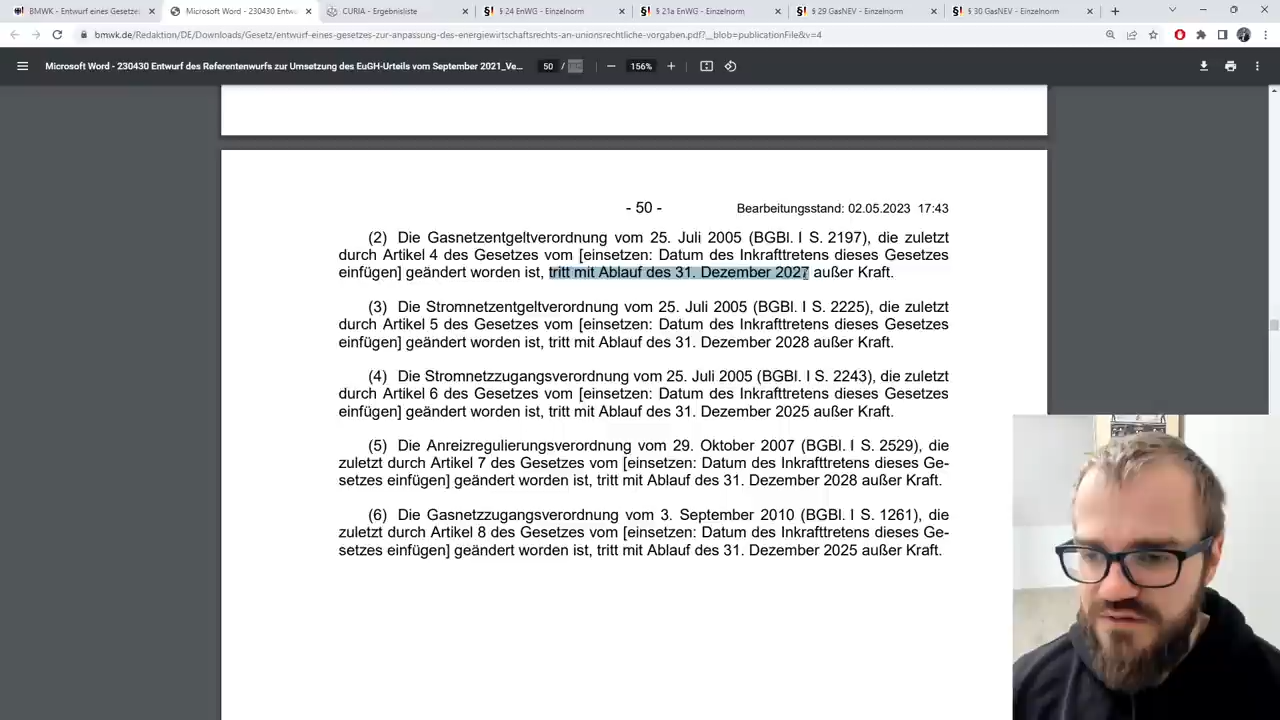 BMWK - Entwurf eines Gesetze
Microsoft Word - 230430 Entw
CURIA - Ergebnisliste
§ 24 EnWG - Einzelnorm
§ 21a EnWG - Einzelnorm
§ 29 GasNEV - Einzelnorm
§ 30 GasNEV - Einzelnorm
bmwk.de/Redaktion/DE/Downloads/Gesetz/entwurf-eines-gesetzes-zur-anpassung-des-energiewirtschaftsrechts-an-unionsrechtliche-vorgaben.pdf?__blob=publicationFile&v=4
Microsoft Word - 230430 Entwurf des Referentenwurfs zur Umsetzung des EuGH-Urteils vom September 2021_Ve...
50 /
156%
- 50 -
Bearbeitungsstand: 02.05.2023 17:43
(2) Die Gasnetzentgeltverordnung vom 25. Juli 2005 (BGBl. I S. 2197), die zuletzt
durch Artikel 4 des Gesetzes vom [einsetzen: Datum des Inkrafttretens dieses Gesetzes
einfügen] geändert worden ist, tritt mit Ablauf des 31. Dezember 2027 außer Kraft.
(3) Die Stromnetzentgeltverordnung vom 25. Juli 2005 (BGBl. I S. 2225), die zuletzt
durch Artikel 5 des Gesetzes vom [einsetzen: Datum des Inkrafttretens dieses Gesetzes
einfügen] geändert worden ist, tritt mit Ablauf des 31. Dezember 2028 außer Kraft.
(4) Die Stromnetzzugangsverordnung vom 25. Juli 2005 (BGBl. I S. 2243), die zuletzt
durch Artikel 6 des Gesetzes vom [einsetzen: Datum des Inkrafttretens dieses Gesetzes
einfügen] geändert worden ist, tritt mit Ablauf des 31. Dezember 2025 außer Kraft.
(5) Die Anreizregulierungsverordnung vom 29. Oktober 2007 (BGBl. I S. 2529), die
zuletzt durch Artikel 7 des Gesetzes vom [einsetzen: Datum des Inkrafttretens dieses Ge-
setzes einfügen] geändert worden ist, tritt mit Ablauf des 31. Dezember 2028 außer Kraft.
(6) Die Gasnetzzugangsverordnung vom 3. September 2010 (BGBl. I S. 1261), die
zuletzt durch Artikel 8 des Gesetzes vom [einsetzen: Datum des Inkrafttretens dieses Ge-
setzes einfügen] geändert worden ist, tritt mit Ablauf des 31. Dezember 2025 außer Kraft.